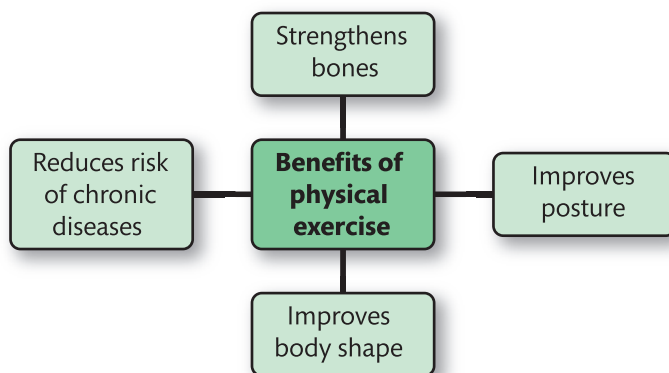 Strengthens
bones
Reduces risk
of chronic
diseases
Benefits of
physical
exercise
Improves
posture
Improves
body shape